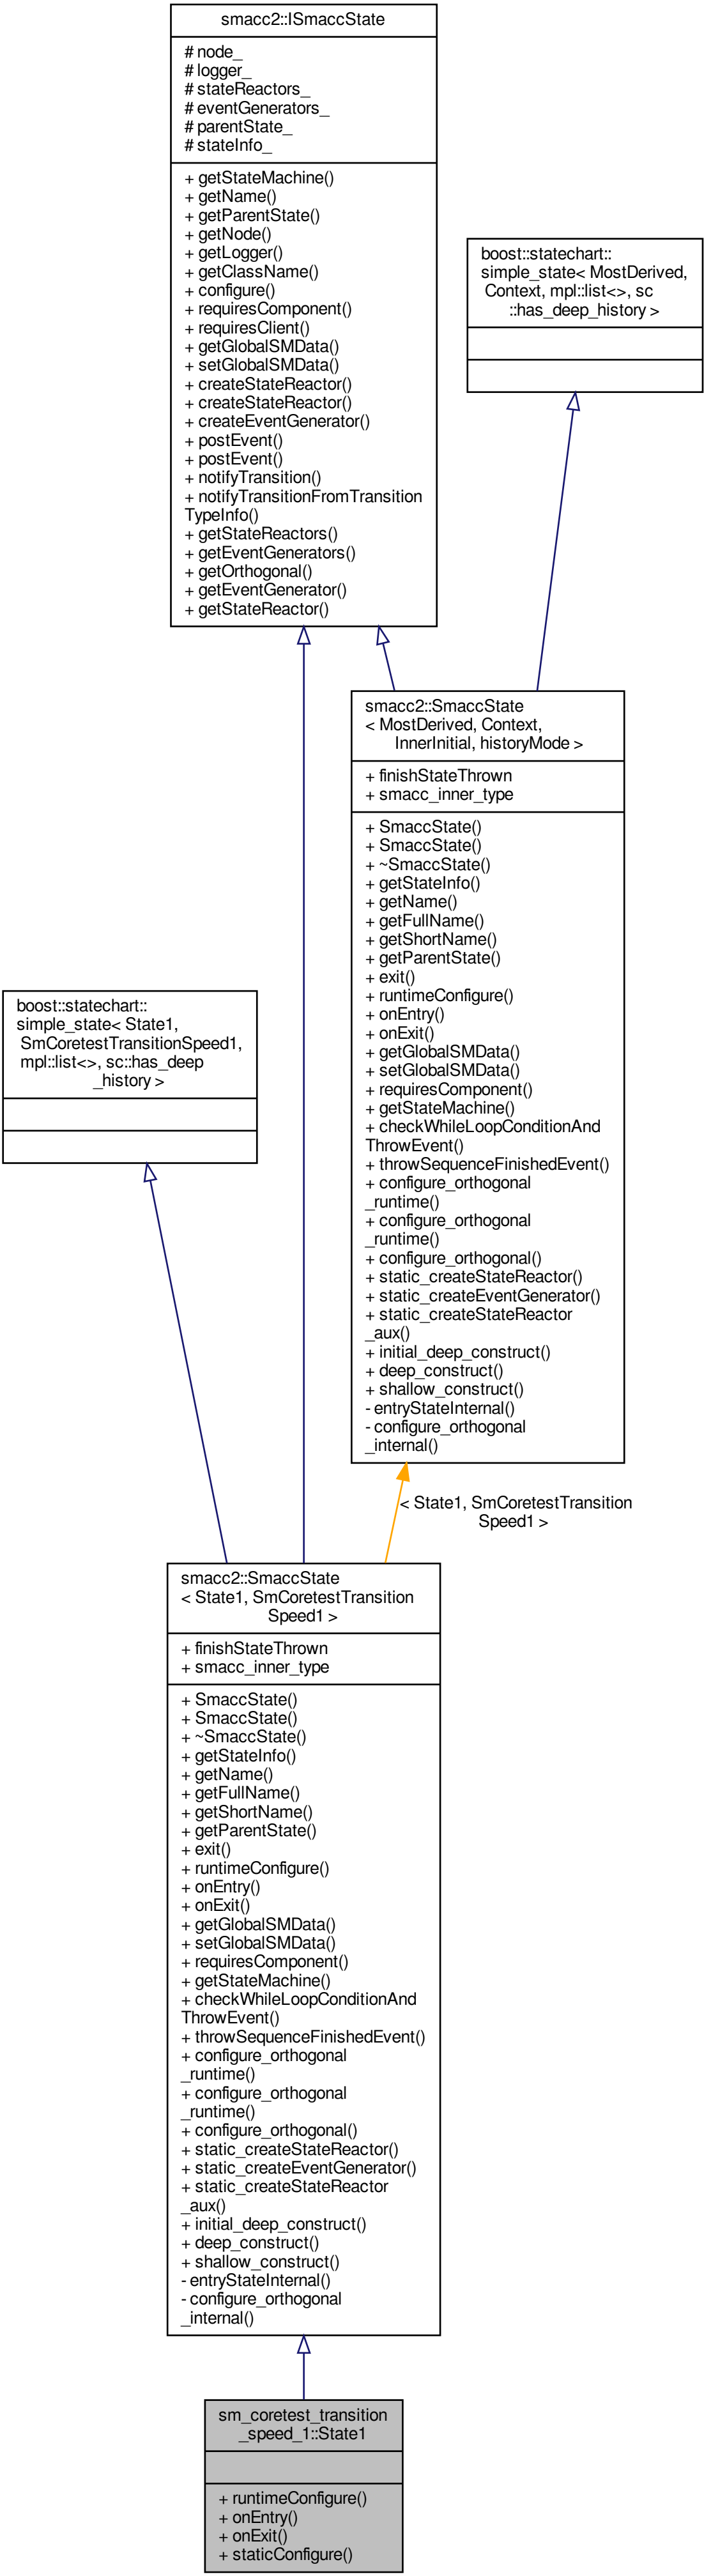 smacc2::ISmaccState
# node_
# logger_
# stateReactors_
# eventGenerators_
# parentState_
# stateInfo_
+ getStateMachine()
+ getName()
+ getParentState()
+ getNode()
+ getLogger()
+ getClassName()
+ configure()
+ requiresComponent()
+ requiresClient()
+ getGlobalSMData()
+ setGlobalSMData()
+ createStateReactor()
+ createStateReactor()
+ createEventGenerator()
+ postEvent()
+ postEvent()
+ notifyTransition()
+ notifyTransitionFromTransition
TypeInfo()
+ getStateReactors()
+ getEventGenerators()
+ getOrthogonal()
+ getEventGenerator()
+ getStateReactor()
boost::statechart::
simple_state< MostDerived,
Context, mpl::list<>, sc
::has_deep_history >
smacc2::SmaccState
< MostDerived, Context,
InnerInitial, historyMode >
+ finishStateThrown
+ smacc_inner_type
+ SmaccState()
+ SmaccState()
+ ~SmaccState()
+ getStateInfo()
+ getName()
+ getFullName()
+ getShortName()
+ getParentState()
+ exit()
+ runtimeConfigure()
+ onEntry()
+ onExit()
+ getGlobalSMData()
+ setGlobalSMData()
+ requiresComponent()
+ getStateMachine()
+ checkWhileLoopConditionAnd
ThrowEvent()
+ throwSequenceFinishedEvent()
+ configure_orthogonal
_runtime()
+ configure_orthogonal
_runtime()
+ configure_orthogonal()
+ static_createStateReactor()
+ static_createEventGenerator()
+ static_createStateReactor
_aux()
+ initial_deep_construct()
+ deep_construct()
+ shallow_construct()
- entryStateInternal()
- configure_orthogonal
_internal()
boost::statechart::
simple_state< State1,
SmCoretestTransitionSpeed1,
mpl::list<>, sc::has_deep
_history >
< State1, SmCoretestTransition
Speed1 >
smacc2::SmaccState
< State1, SmCoretestTransition
Speed1 >
+ finishStateThrown
+ smacc_inner_type
+ SmaccState()
+ SmaccState()
+ ~SmaccState()
+ getStateInfo()
+ getName()
+ getFullName()
+ getShortName()
+ getParentState()
+ exit()
+ runtimeConfigure()
+ onEntry()
+ onExit()
+ getGlobalSMData()
+ setGlobalSMData()
+ requiresComponent()
+ getStateMachine()
+ checkWhileLoopConditionAnd
ThrowEvent()
+ throwSequenceFinishedEvent()
+ configure_orthogonal
_runtime()
+ configure_orthogonal
_runtime()
+ configure_orthogonal()
+ static_createStateReactor()
+ static_createEventGenerator()
+ static_createStateReactor
_aux()
+ initial_deep_construct()
+ deep_construct()
+ shallow_construct()
- entryStateInternal()
- configure_orthogonal
_internal()
sm_coretest_transition
_speed_1::State1
+ runtimeConfigure()
+ onEntry()
+ onExit()
+ staticConfigure()